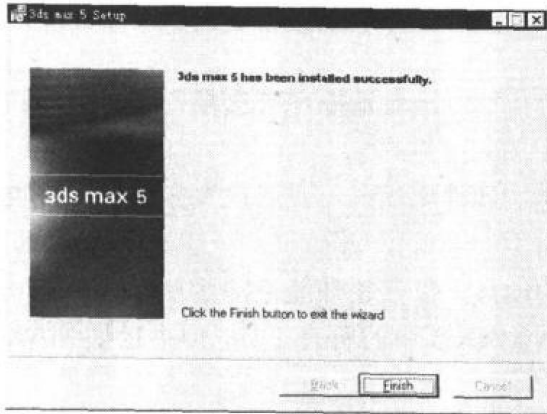 3ds max 5 Setup
3ds max 5 has been installed successfully.
3ds max 5
Click the Finish button to exit the wizard
Back
Finish
Cancel